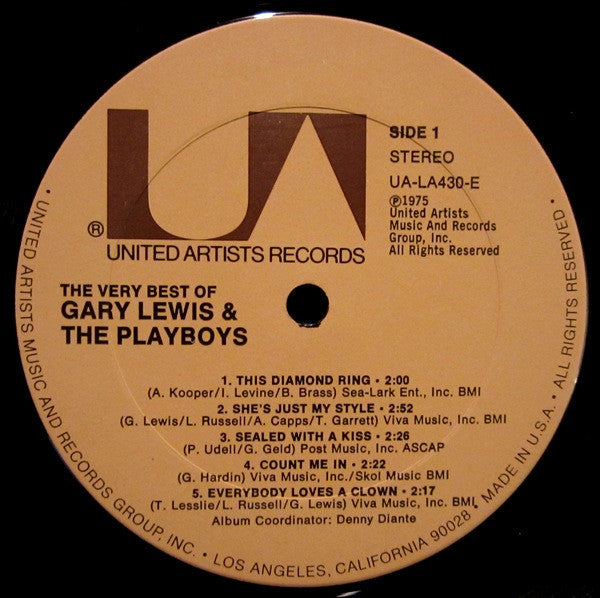 UA
®
UNITED ARTISTS RECORDS
SIDE 1
STEREO
UA-LA430-E
℗1975
United Artists
Music And Records
Group, Inc.
All Rights Reserved
THE VERY BEST OF
GARY LEWIS &
THE PLAYBOYS
1. THIS DIAMOND RING • 2:00
(A. Kooper/I. Levine/B. Brass) Sea-Lark Ent., Inc. BMI
2. SHE'S JUST MY STYLE • 2:52
(G. Lewis/L. Russell/A. Capps/T. Garrett) Viva Music, Inc. BMI
3. SEALED WITH A KISS • 2:26
(P. Udell/G. Geld) Post Music, Inc. ASCAP
4. COUNT ME IN • 2:22
(G. Hardin) Viva Music, Inc./Skol Music BMI
5. EVERYBODY LOVES A CLOWN • 2:17
(T. Lesslie/L. Russell/G. Lewis) Viva Music, Inc. BMI
Album Coordinator: Denny Diante
• UNITED ARTISTS MUSIC AND RECORDS GROUP, INC. • LOS ANGELES, CALIFORNIA 90028 • MADE IN U.S.A. • ALL RIGHTS RESERVED •